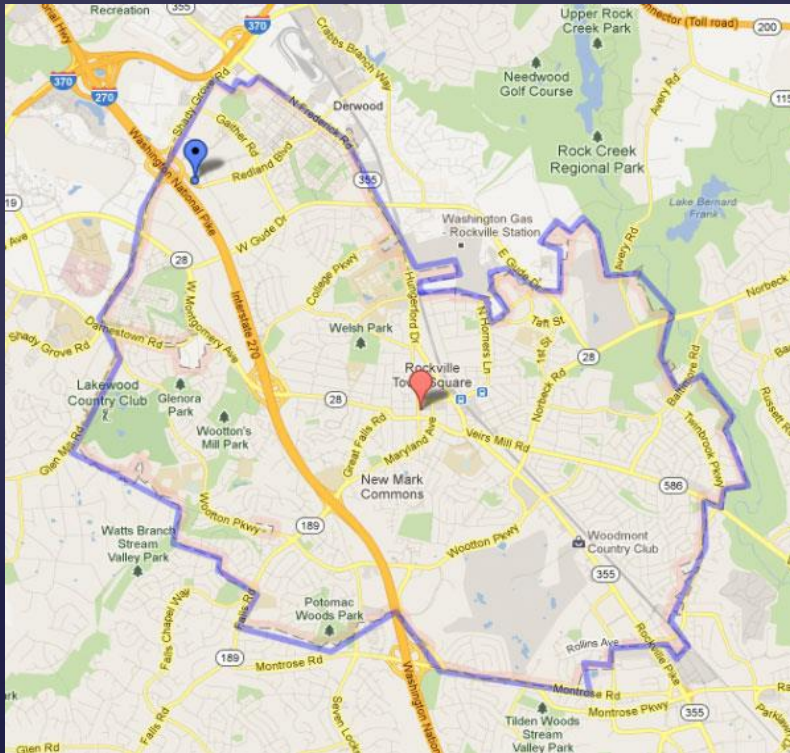 Recreation
355
onial Hwy
370
370
270
Shady Grove Rd
Crabbs Branch Way
Derwood
Upper Rock
Creek Park
onnector (Toll road)
200
Needwood
Golf Course
Avery Rd
115
N Frederick Rd
Gaither Rd
Redland Blvd
Washington National Pike
355
Rock Creek
Regional Park
Lake Bernard
Frank
19
Ave
28
W Gude Dr
Washington Gas
- Rockville Station
E Gude Dr
Avery Rd
College Pkwy
Hungerford Dr
N Horners Ln
Norbeck
Interstate 270
W Montgomery Ave
Darnestown Rd
Shady Grove Rd
Welsh Park
Taft St
1st St
28
Baltimore Rd
Russett Rd
Lakewood
Country Club
Glenora
Park
Wootton's
Mill Park
28
Rockville
Town Square
Norbeck Rd
Glen Mill Rd
Great Falls Rd
Maryland Ave
Veirs Mill Rd
Twinbrook Pkwy
New Mark
Commons
586
Wootton Pkwy
189
Wootton Pkwy
Watts Branch
Stream
Valley Park
Woodmont
Country Club
355
Falls Chapel Way
Falls Rd
Potomac
Woods Park
189
Montrose Rd
Rollins Ave
Rockville Pike
Falls Rd
Glen Rd
Seven Locks
Washington Nation
Montrose Rd
Montrose Pkwy
355
Parklawn
Tilden Woods
Stream
Valley Park